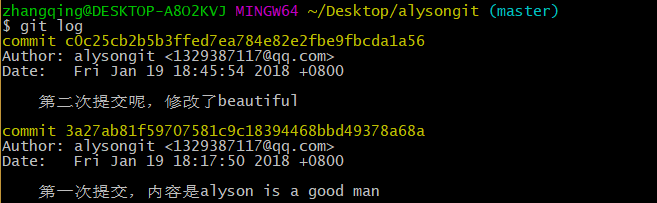 zhangqing@DESKTOP-A8O2KVJ MINGW64 ~/Desktop/alysongit (master)
$ git log
commit c0c25cb2b5b3ffed7ea784e82e2fbe9fbcda1a56
Author: alysongit <1329387117@qq.com>
Date:   Fri Jan 19 18:45:54 2018 +0800
第二次提交呢，修改了beautiful
commit 3a27ab81f59707581c9c18394468bbd49378a68a
Author: alysongit <1329387117@qq.com>
Date:   Fri Jan 19 18:17:50 2018 +0800
第一次提交，内容是alyson is a good man